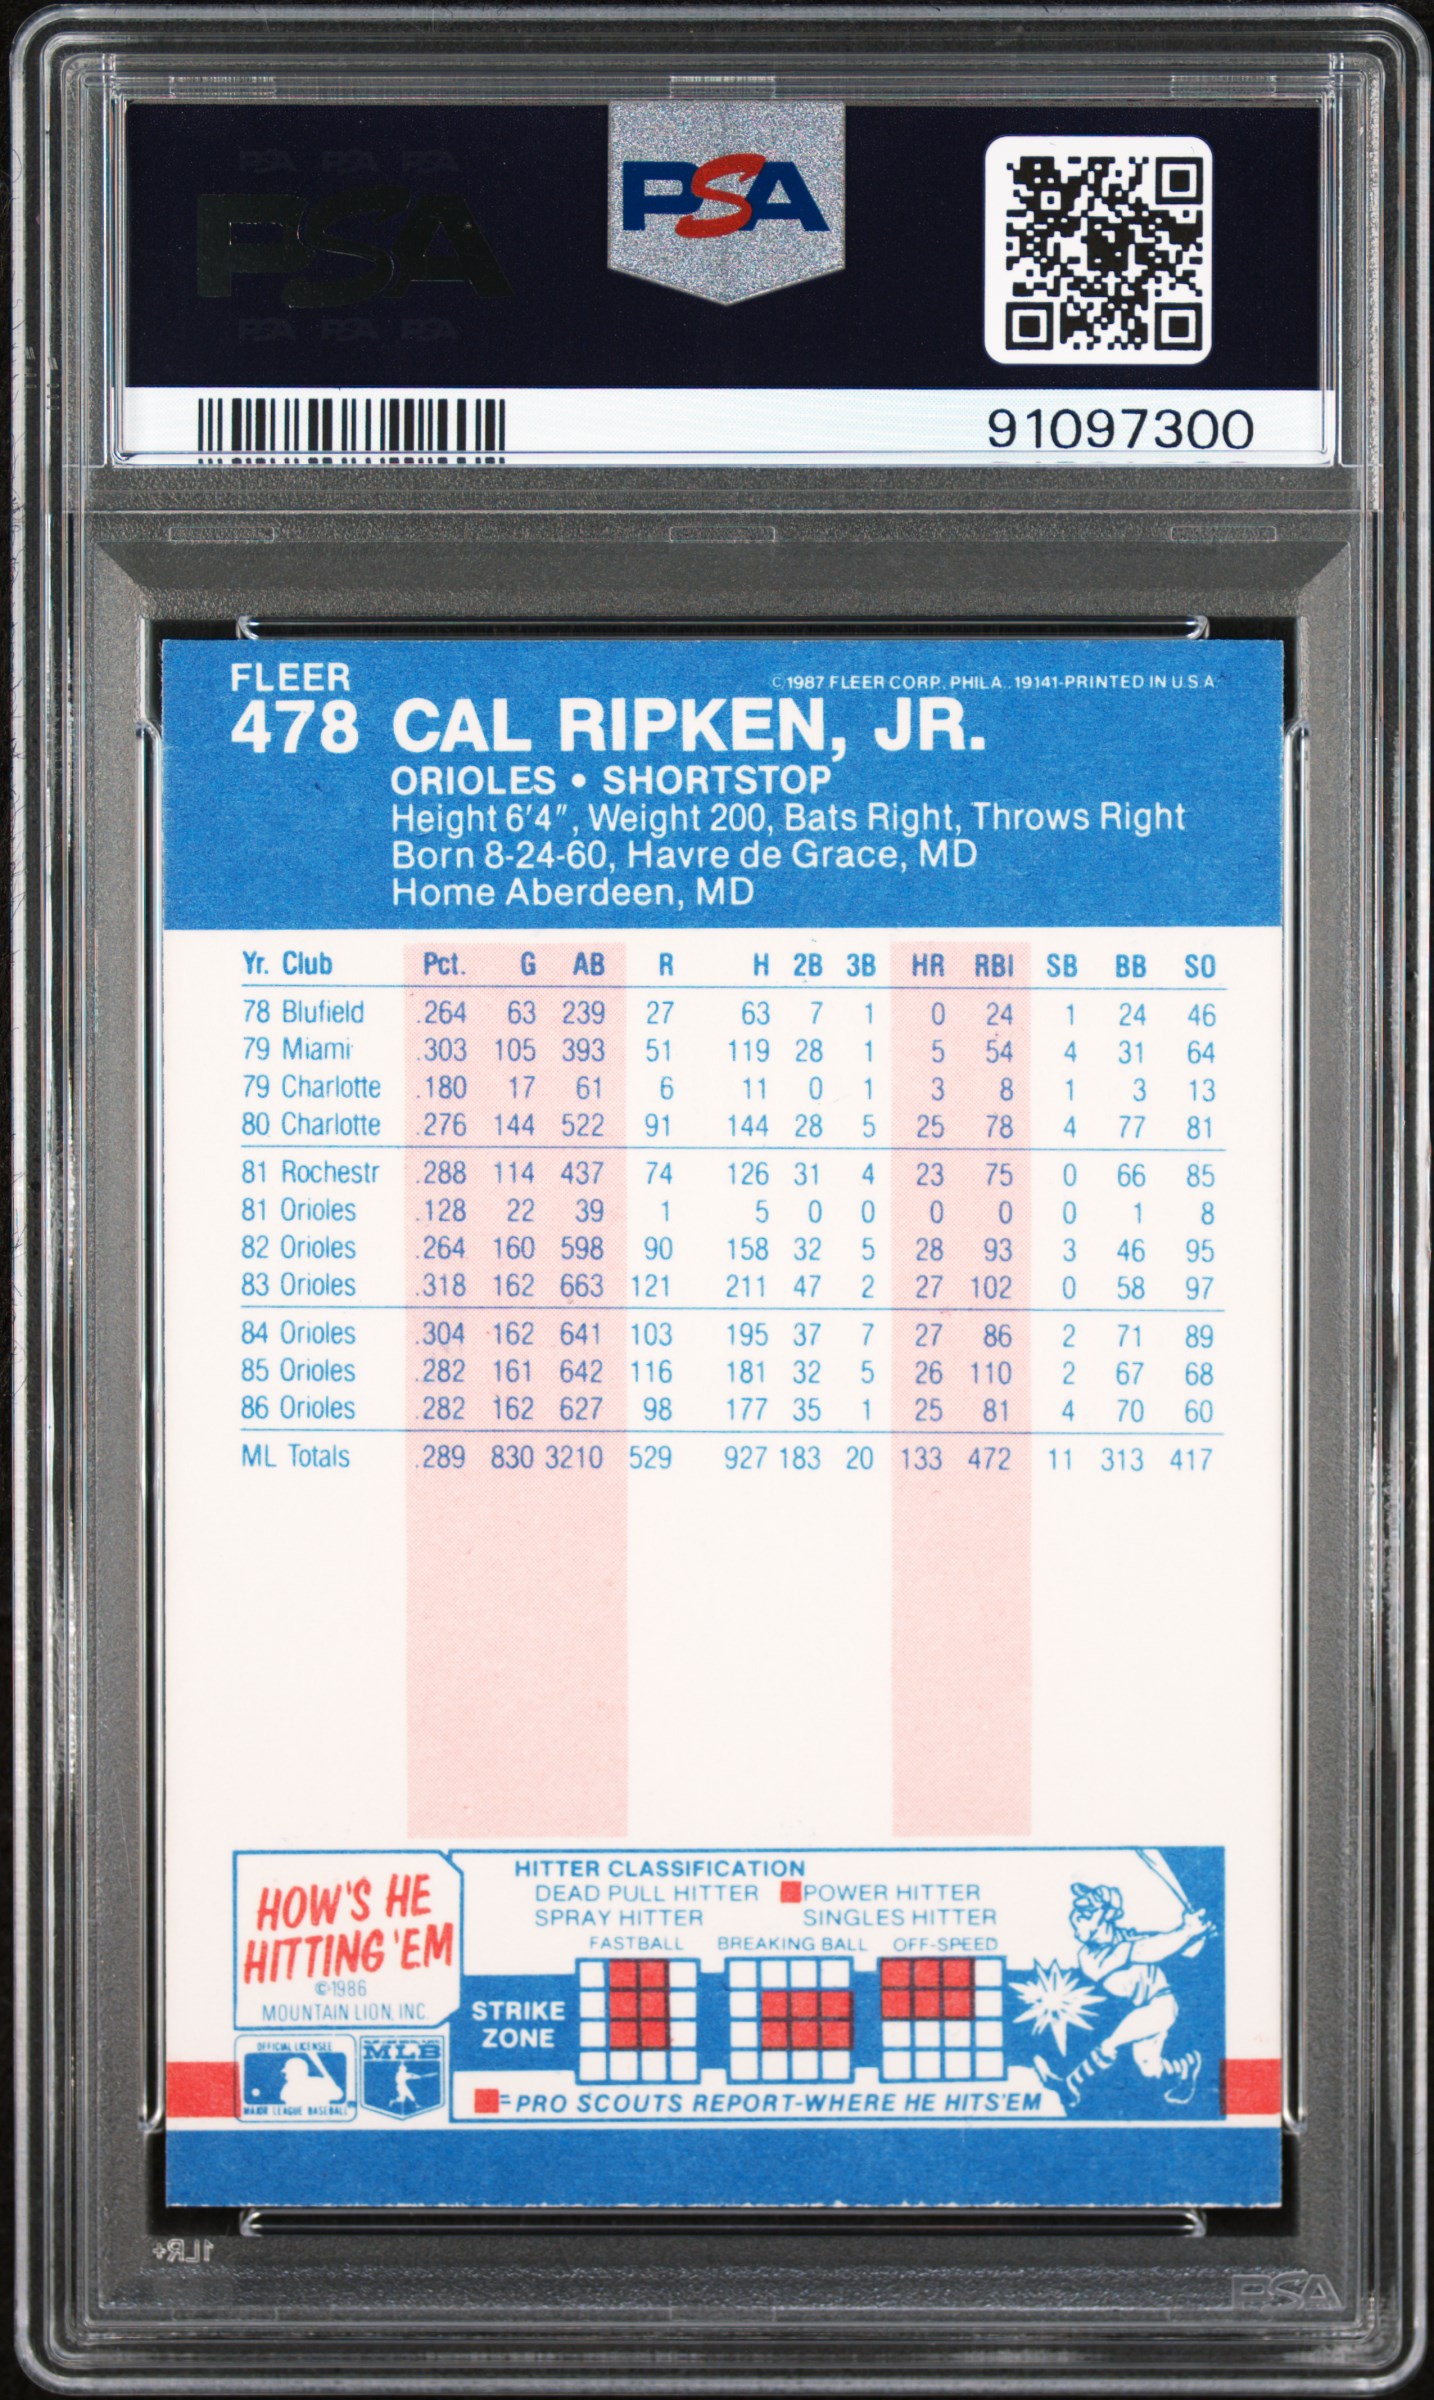 PSA PSA PSA
PSA
PSA PSA PSA
PSA
91097300
FLEER
©1987 FLEER CORP. PHILA. 19141-PRINTED IN U.S.A.
478 CAL RIPKEN, JR.
ORIOLES • SHORTSTOP
Height 6'4", Weight 200, Bats Right, Throws Right
Born 8-24-60, Havre de Grace, MD
Home Aberdeen, MD
Yr. Club Pct. G AB R H 2B 3B HR RBI SB BB SO
78 Blufield .264 63 239 27 63 7 1 0 24 1 24 46
79 Miami .303 105 393 51 119 28 1 5 54 4 31 64
79 Charlotte .180 17 61 6 11 0 1 3 8 1 3 13
80 Charlotte .276 144 522 91 144 28 5 25 78 4 77 81
81 Rochestr .288 114 437 74 126 31 4 23 75 0 66 85
81 Orioles .128 22 39 1 5 0 0 0 0 0 1 8
82 Orioles .264 160 598 90 158 32 5 28 93 3 46 95
83 Orioles .318 162 663 121 211 47 2 27 102 0 58 97
84 Orioles .304 162 641 103 195 37 7 27 86 2 71 89
85 Orioles .282 161 642 116 181 32 5 26 110 2 67 68
86 Orioles .282 162 627 98 177 35 1 25 81 4 70 60
ML Totals .289 830 3210 529 927 183 20 133 472 11 313 417
HOW'S HE
HITTING 'EM
©1986
MOUNTAIN LION, INC.
HITTER CLASSIFICATION
DEAD PULL HITTER POWER HITTER
SPRAY HITTER SINGLES HITTER
FASTBALL BREAKING BALL OFF-SPEED
STRIKE
ZONE
=PRO SCOUTS REPORT-WHERE HE HITS'EM
OFFICIAL LICENSEE
MAJOR LEAGUE BASEBALL
MLB
1LR+
PSA